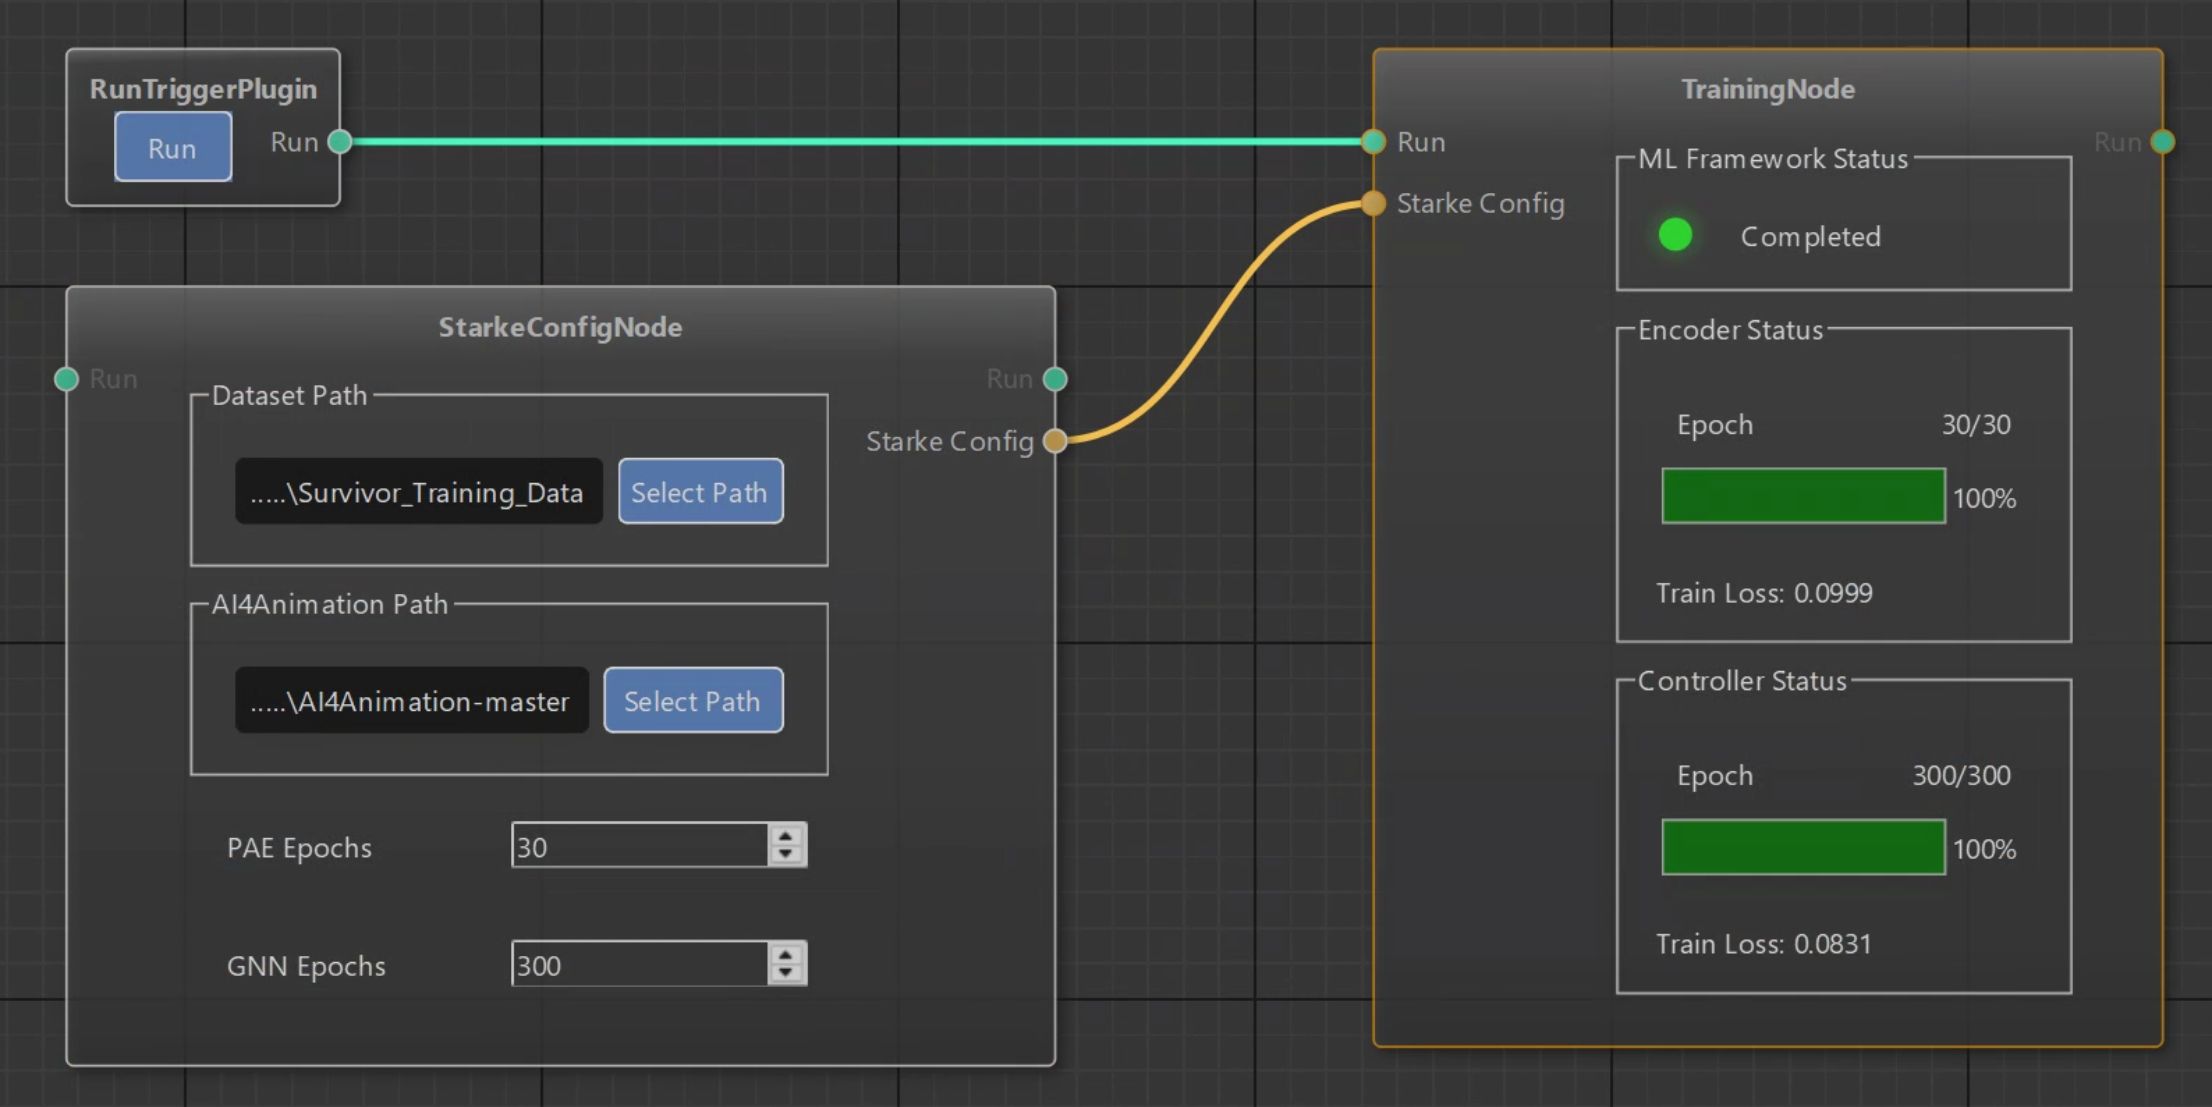 RunTriggerPlugin
Run
Run
StarkeConfigNode
Run
Run
Dataset Path
Starke Config
.....\Survivor_Training_Data
Select Path
AI4Animation Path
.....\AI4Animation-master
Select Path
PAE Epochs
30
GNN Epochs
300
TrainingNode
Run
Run
ML Framework Status
Starke Config
Completed
Encoder Status
Epoch
30/30
100%
Train Loss: 0.0999
Controller Status
Epoch
300/300
100%
Train Loss: 0.0831